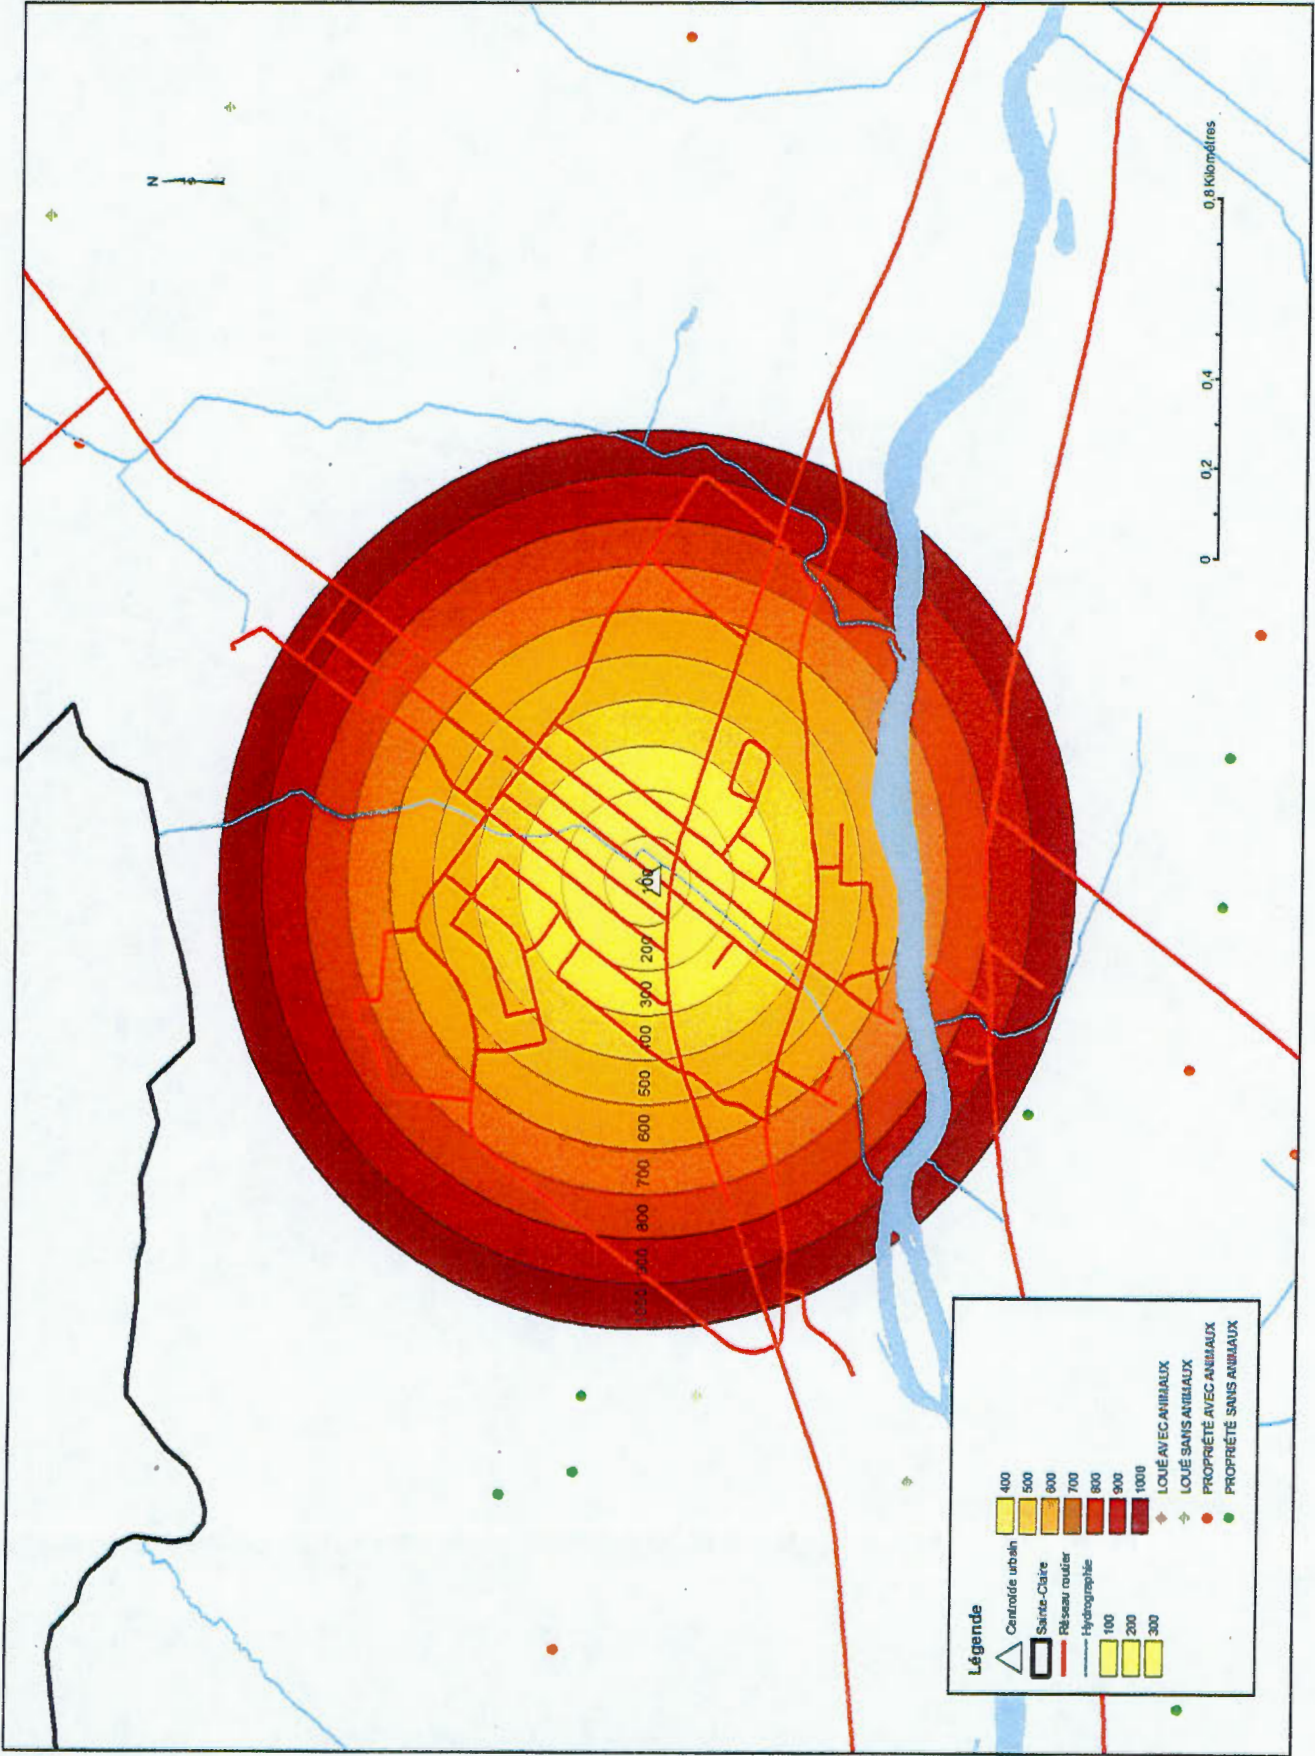 N
100
200
300
400
500
600
700
800
900
0 0,2 0,4 0,8 Kilomètres
Légende
Centroïde urbain
Sainte-Claire
Réseau routier
Hydrographie
100
200
300
400
500
600
700
800
900
1000
LOUÉ AVEC ANIMAUX
LOUÉ SANS ANIMAUX
PROPRIÉTÉ AVEC ANIMAUX
PROPRIÉTÉ SANS ANIMAUX